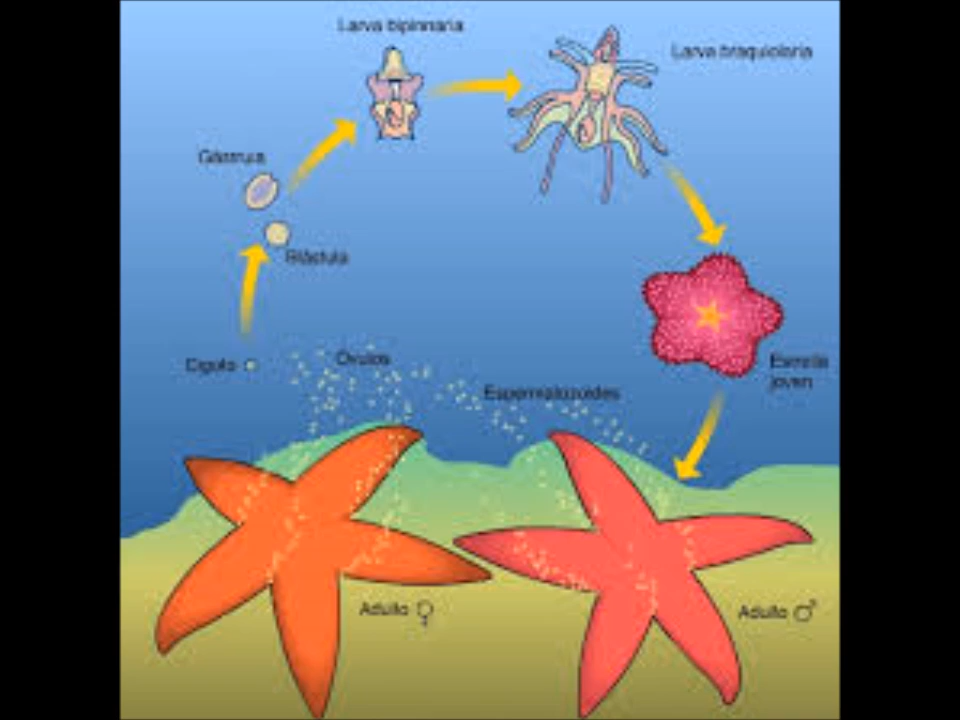 Larva bipinnaria
Larva braquiolaria
Gástrula
Blástula
Cigoto
Óvulos
Espermatozoides
Estrella
joven
Adulto ♀
Adulto ♂